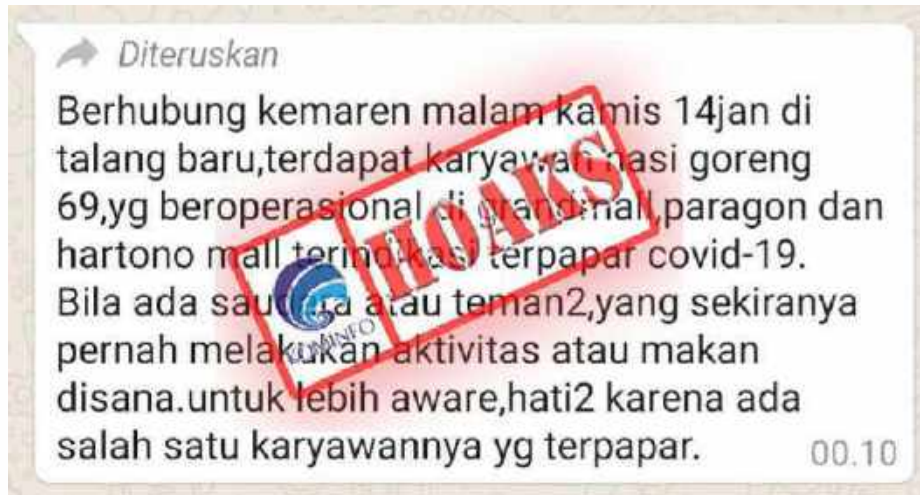 Diteruskan
Berhubung kemaren malam kamis 14jan di
talang baru,terdapat karyawan nasi goreng
69,yg beroperasional di grandmall,paragon dan
hartono mall terindikasi terpapar covid-19.
Bila ada saudara atau teman2,yang sekiranya
pernah melakukan aktivitas atau makan
disana.untuk lebih aware,hati2 karena ada
salah satu karyawannya yg terpapar.
00.10
HOAKS
KOMINFO